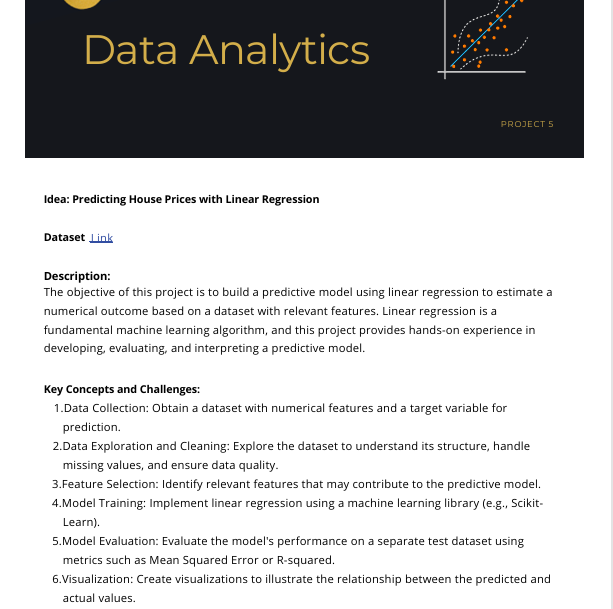 Data Analytics
PROJECT 5
Idea: Predicting House Prices with Linear Regression
Dataset Link
Description:
The objective of this project is to build a predictive model using linear regression to estimate a
numerical outcome based on a dataset with relevant features. Linear regression is a
fundamental machine learning algorithm, and this project provides hands-on experience in
developing, evaluating, and interpreting a predictive model.
Key Concepts and Challenges:
1.Data Collection: Obtain a dataset with numerical features and a target variable for
prediction.
2.Data Exploration and Cleaning: Explore the dataset to understand its structure, handle
missing values, and ensure data quality.
3.Feature Selection: Identify relevant features that may contribute to the predictive model.
4.Model Training: Implement linear regression using a machine learning library (e.g., Scikit-
Learn).
5.Model Evaluation: Evaluate the model's performance on a separate test dataset using
metrics such as Mean Squared Error or R-squared.
6.Visualization: Create visualizations to illustrate the relationship between the predicted and
actual values.